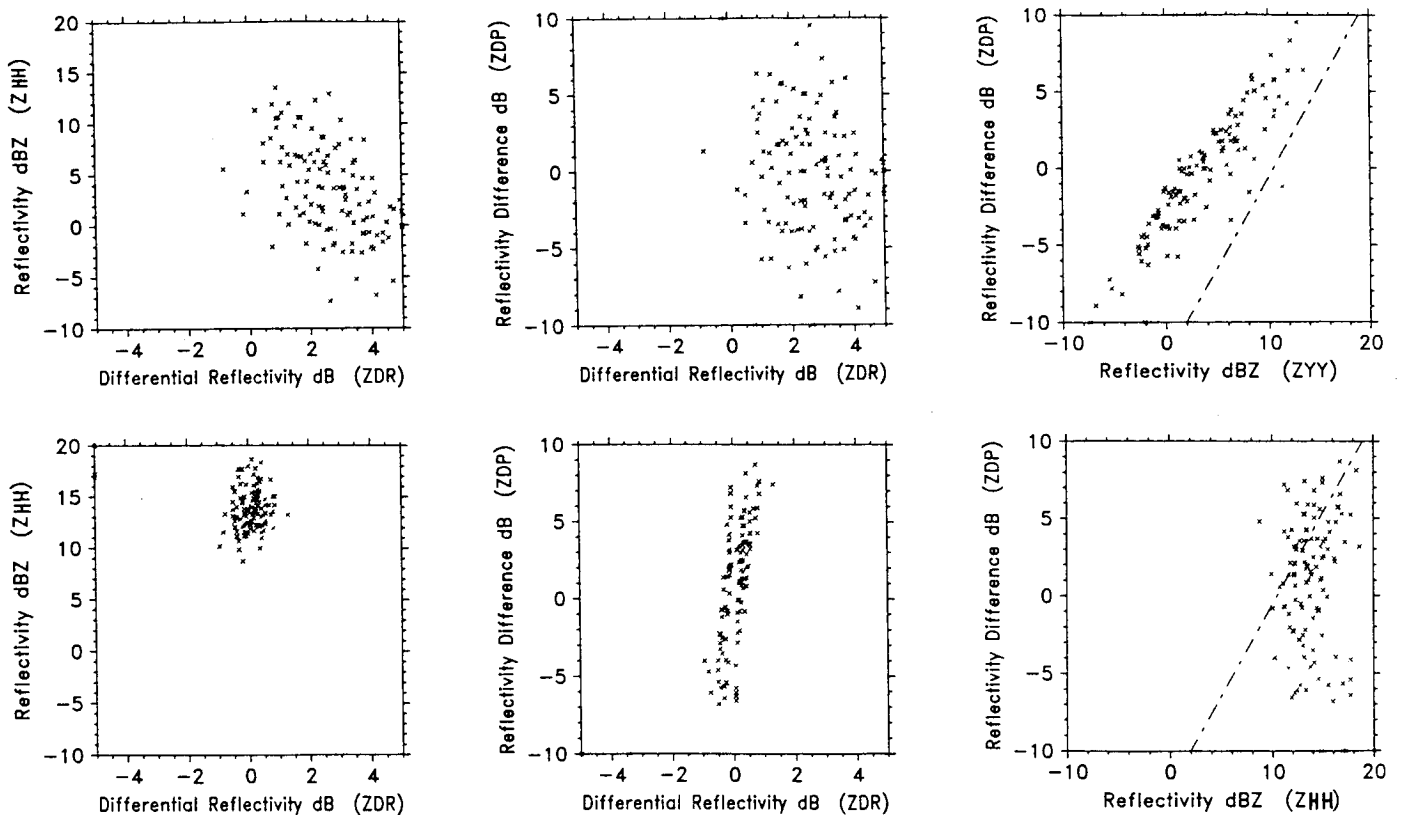 Reflectivity dBZ (ZHH)
20
15
10
5
0
−5
−10
−4 −2 0 2 4
Differential Reflectivity dB (ZDR)
Reflectivity Difference dB (ZDP)
10
5
0
−5
−10
−4 −2 0 2 4
Differential Reflectivity dB (ZDR)
Reflectivity Difference dB (ZDP)
10
5
0
−5
−10
−10 0 10 20
Reflectivity dBZ (ZYY)
Reflectivity dBZ (ZHH)
20
15
10
5
0
−5
−10
−4 −2 0 2 4
Differential Reflectivity dB (ZDR)
Reflectivity Difference dB (ZDP)
10
5
0
−5
−10
−4 −2 0 2 4
Differential Reflectivity dB (ZDR)
Reflectivity Difference dB (ZDP)
10
5
0
−5
−10
−10 0 10 20
Reflectivity dBZ (ZHH)